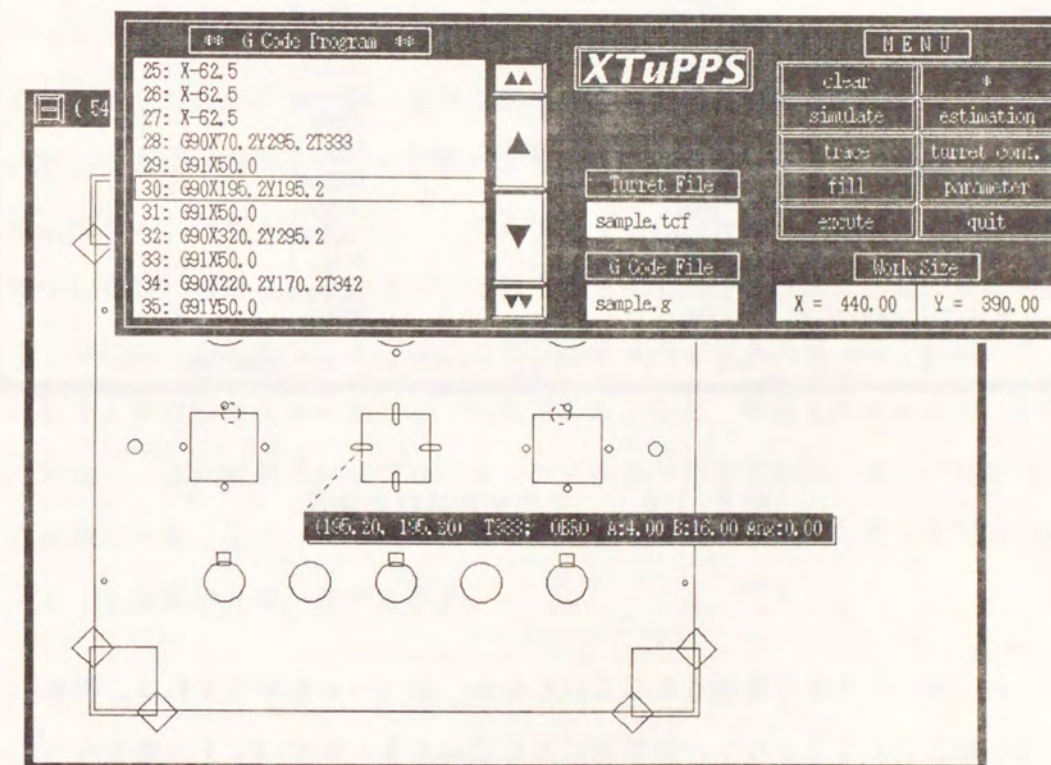 ** G Code Program **
25: X-62.5
26: X-62.5
27: X-62.5
28: G90X70.2Y295.2T333
29: G91X50.0
30: G90X195.2Y195.2
31: G91X50.0
32: G90X320.2Y295.2
33: G91X50.0
34: G90X220.2Y170.2T342
35: G91Y50.0
XTuPPS
Turret File
sample.tcf
G Code File
sample.g
MENU
clear *
simulate estimation
trace turret conf.
fill parameter
excute quit
Work Size
X = 440.00 Y = 390.00
( 54
(195.20, 195.20) T333; OBRO A:4.00 B:16.00 Ang:0.00